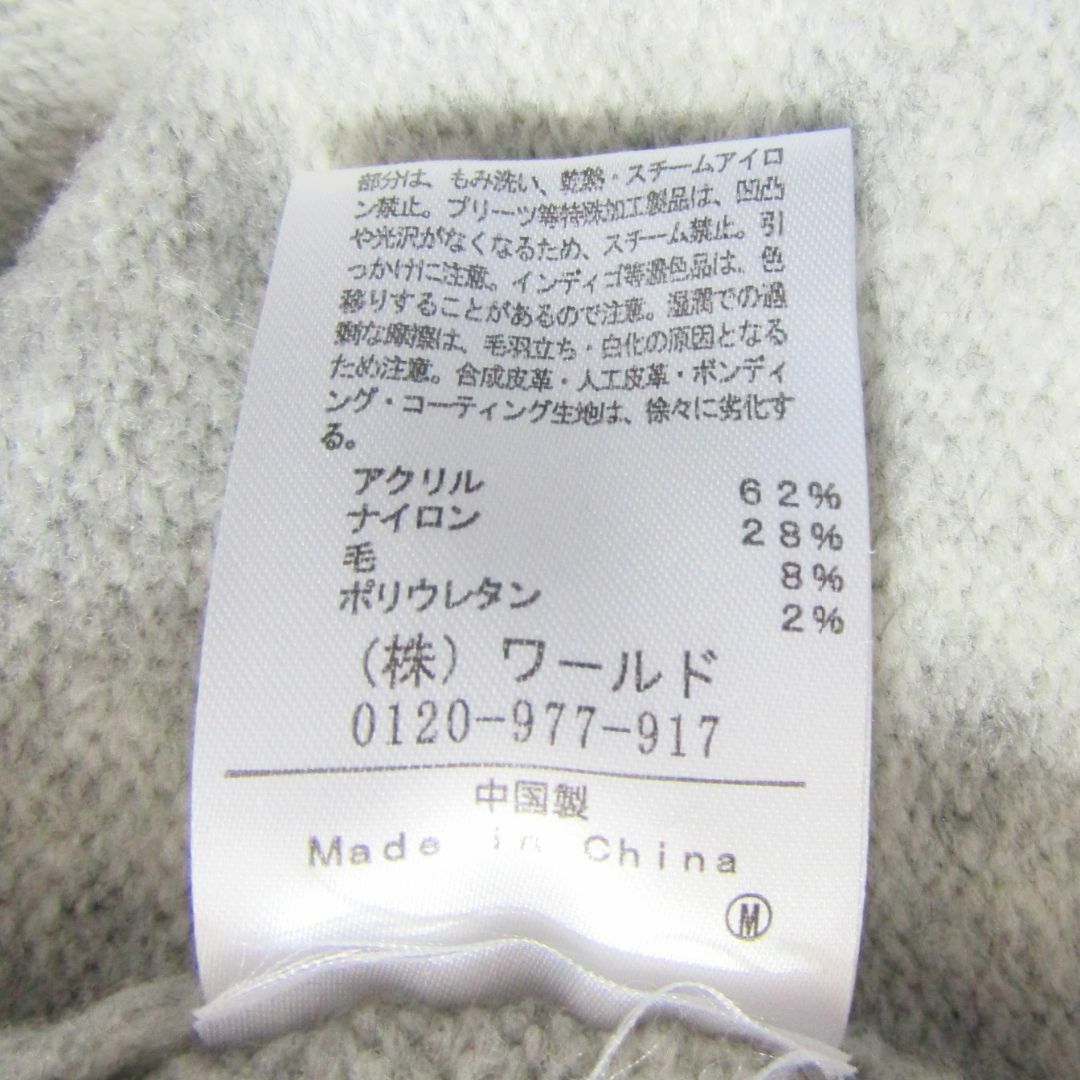 部分は、もみ洗い、乾熱・スチームアイロ
ン禁止。プリーツ等特殊加工製品は、凹凸
や光沢がなくなるため、スチーム禁止。引
っかけに注意。インディゴ等濃色品は、色
移りすることがあるので注意。湿潤での過
剰な摩擦は、毛羽立ち・白化の原因となる
ため注意。合成皮革・人工皮革・ボンディ
ング・コーティング生地は、徐々に劣化す
る。
アクリル 62%
ナイロン 28%
毛 8%
ポリウレタン 2%
(株) ワールド
0120-977-917
中国製
Made in China
M